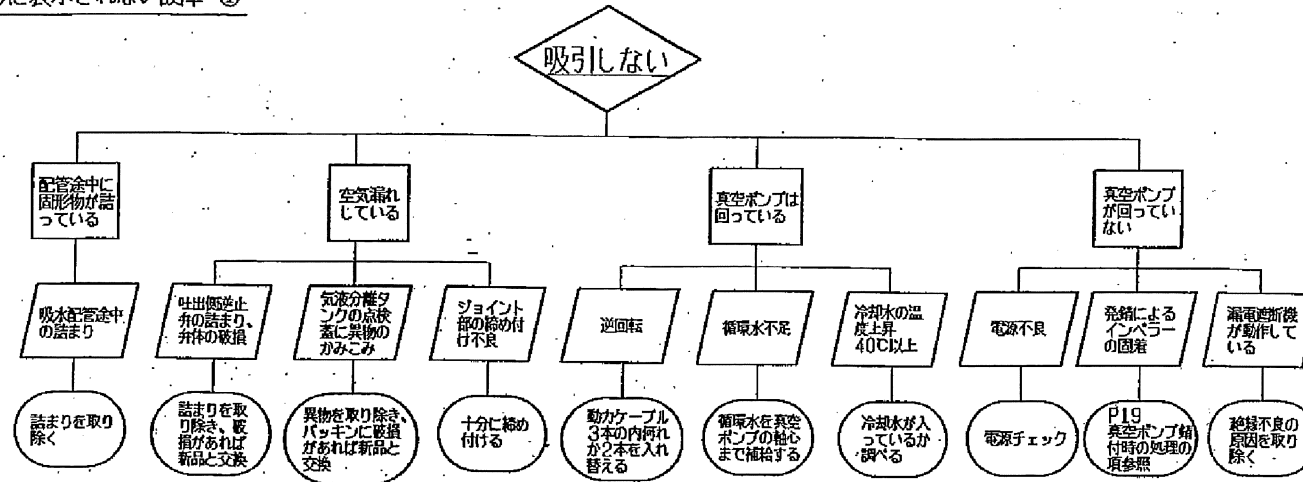 に表示されない故障 ①
吸引しない
配管途中に
固形物が詰
っている
空気漏れ
している
真空ポンプは
回っている
真空ポンプ
が回ってい
ない
吸水配管途中
の詰まり
吐出側逆止
弁の詰まり、
弁体の破損
気液分離タ
ンクの点検
蓋に異物の
かみこみ
ジョイント
部の締め付
け不良
逆回転
循環水不足
冷却水の温
度上昇
40℃以上
電源不良
発錆による
インペラー
の固着
漏電遮断機
が動作して
いる
詰まりを取り
除く
詰まりを取
り除き、破
損があれば
新品と交換
異物を取り除き、
パッキンに破損
があれば新品と
交換
十分に締め
付ける
動力ケーブル
3本の内何れ
か2本を入れ
替える
循環水を真空
ポンプの軸心
まで補給する
冷却水が入
っているか
調べる
電源チェック
P19
真空ポンプ錆
付時の処理の
項参照
絶縁不良の
原因を取り
除く